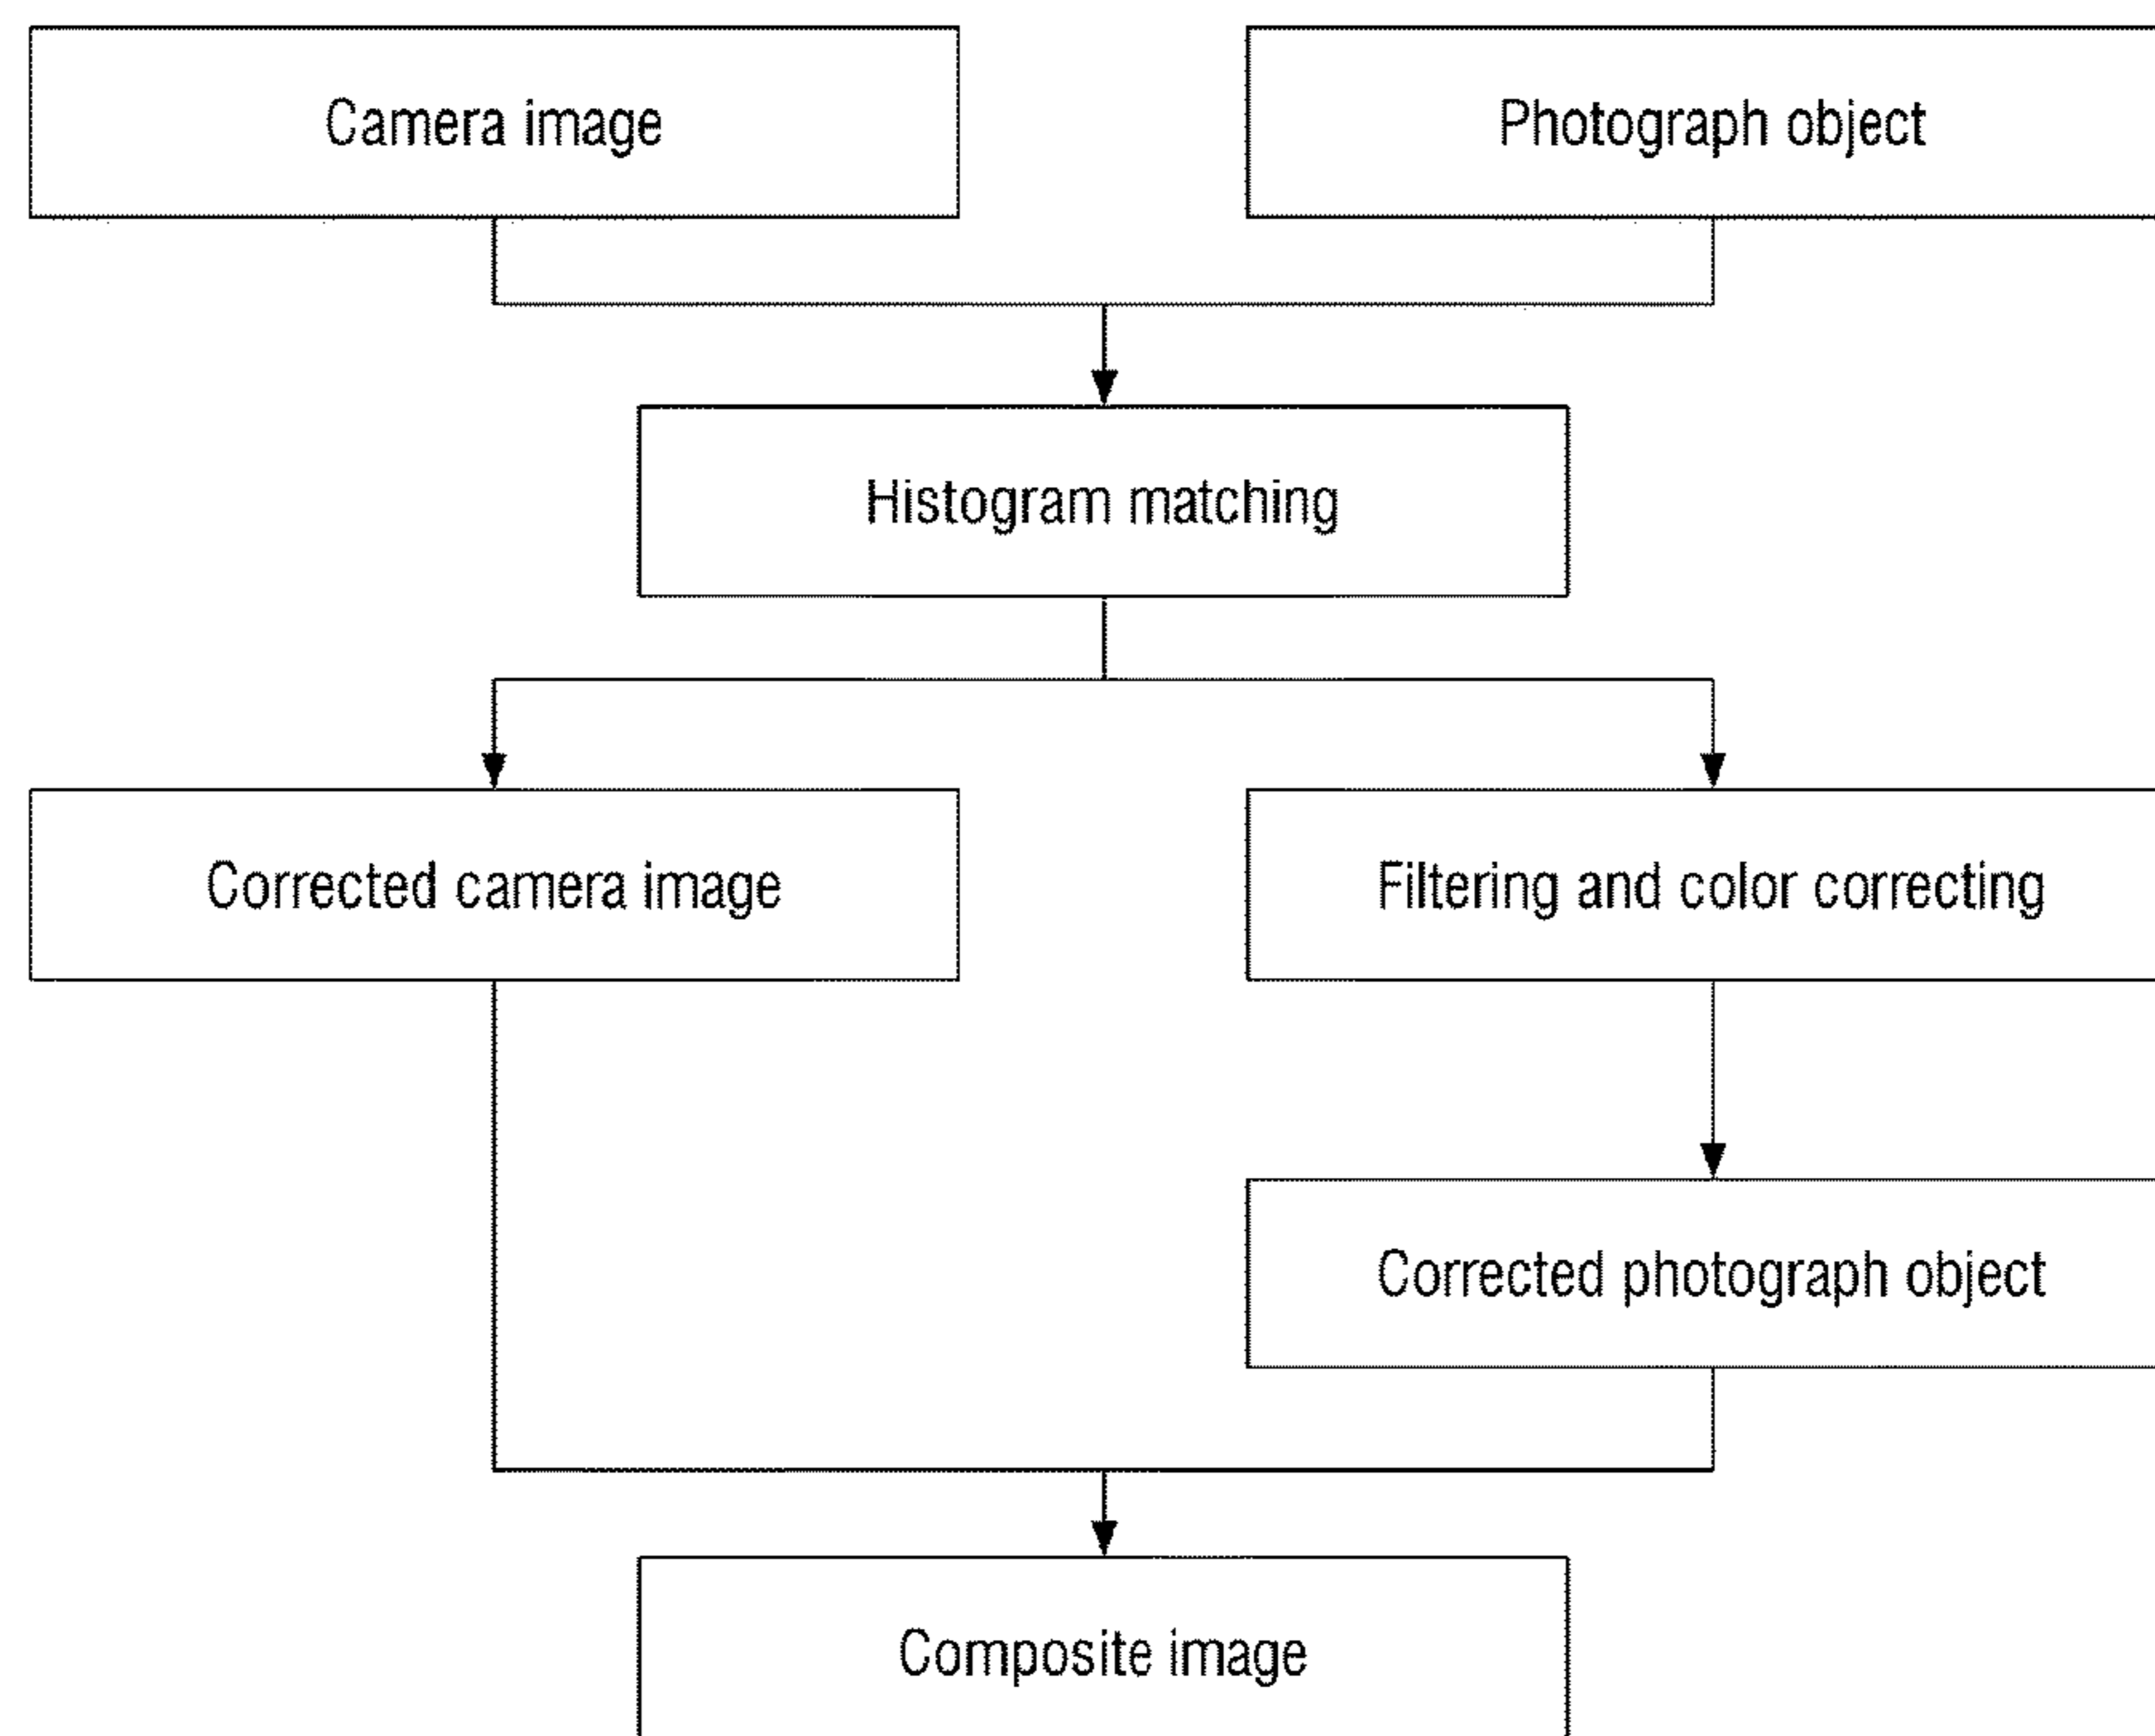 Camera image
Photograph object
Histogram matching
Corrected camera image
Filtering and color correcting
Corrected photograph object
Composite image